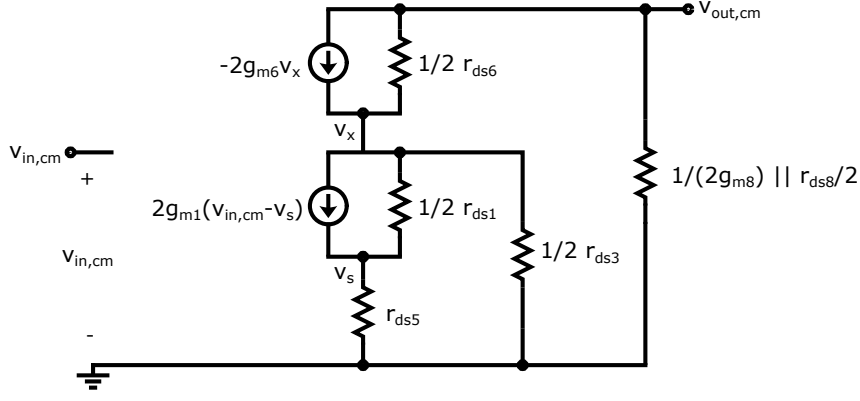 v_out,cm
-2g_m6v_x
1/2 r_ds6
v_x
v_in,cm
+
2g_m1(v_in,cm-v_s)
1/2 r_ds1
1/(2g_m8) || r_ds8/2
1/2 r_ds3
v_in,cm
v_s
r_ds5
-